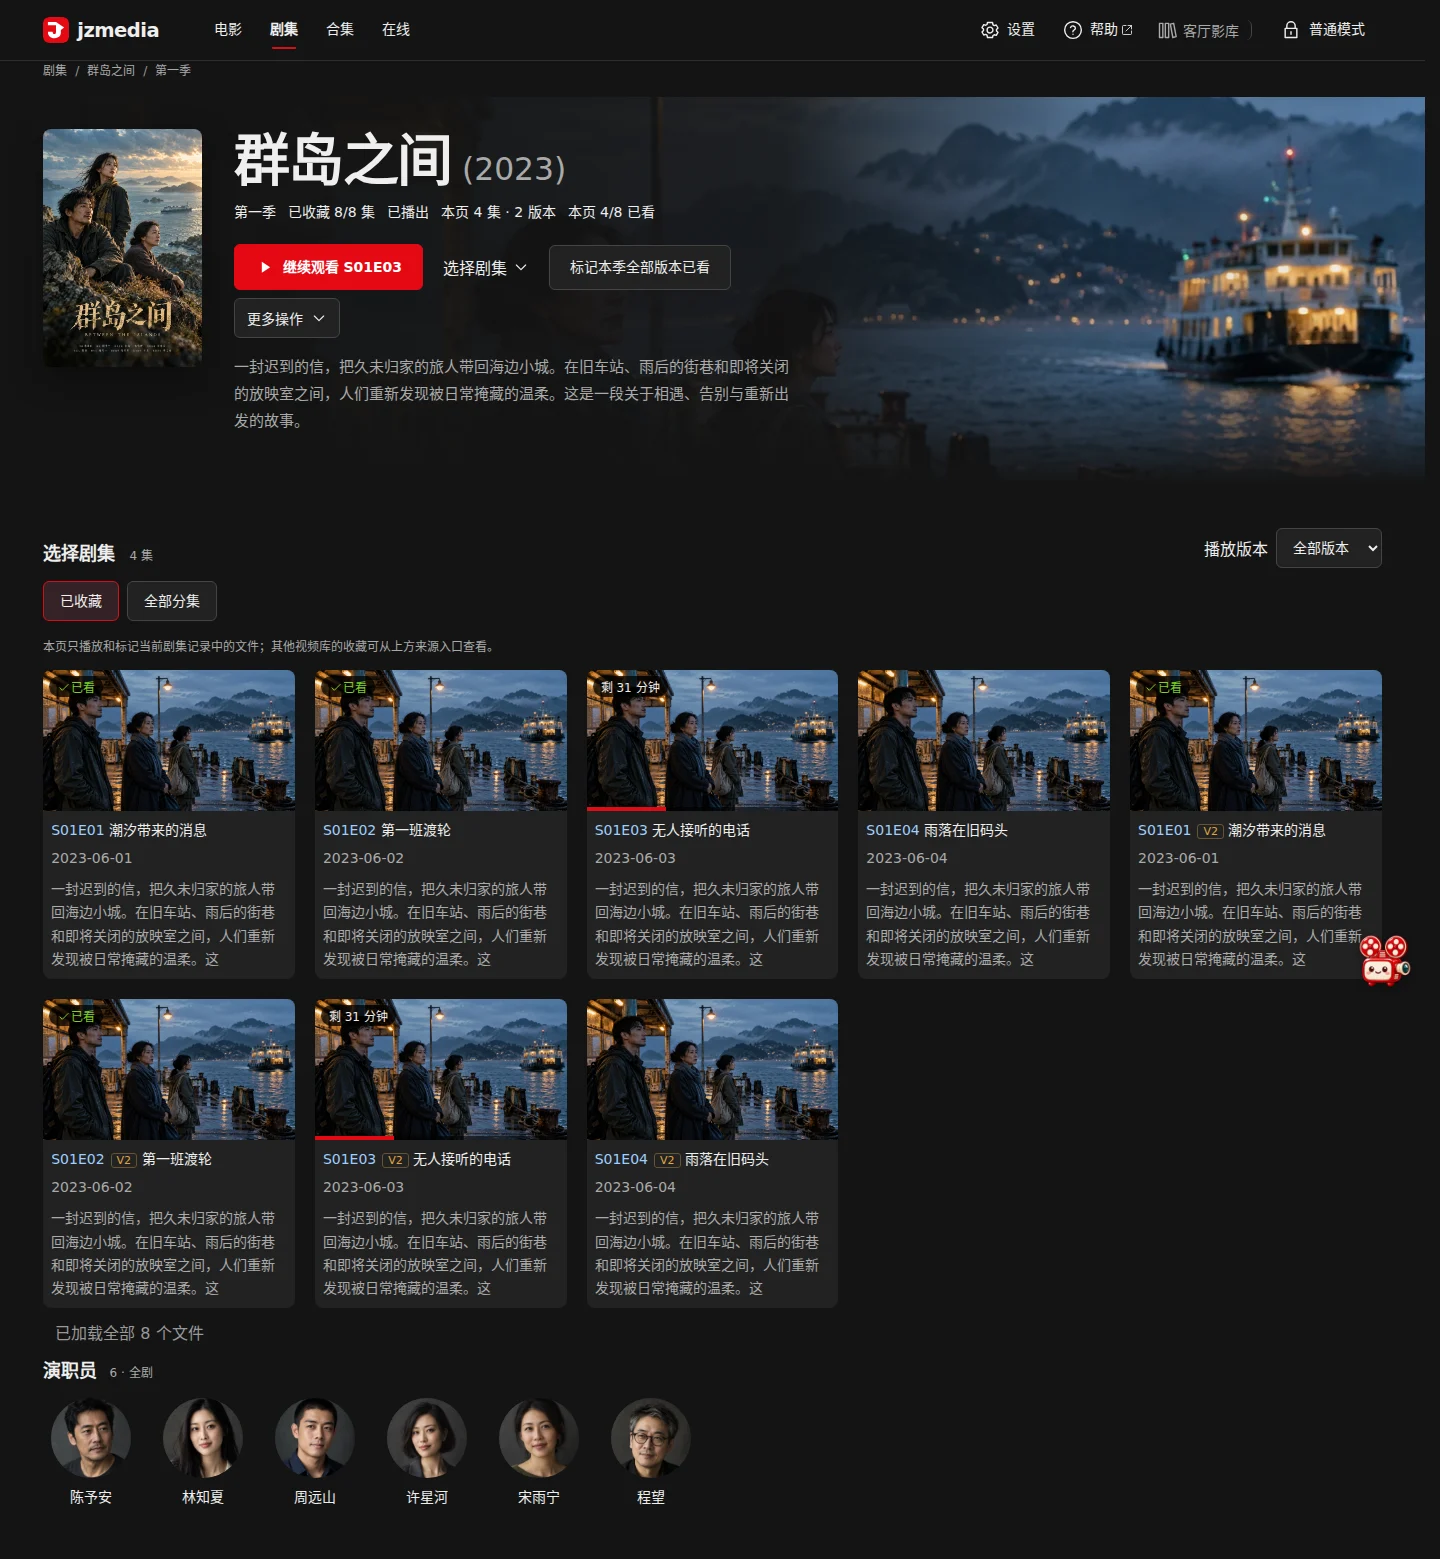 jzmedia 电影 剧集 合集 在线 设置 帮助 客厅影库 普通模式
剧集 / 群岛之间 / 第一季
群岛之间
BETWEEN THE ISLANDS
群岛之间 (2023)
第一季 已收藏 8/8 集 已播出 本页 4 集 · 2 版本 本页 4/8 已看
继续观看 S01E03 选择剧集 标记本季全部版本已看
更多操作
一封迟到的信，把久未归家的旅人带回海边小城。在旧车站、雨后的街巷和即将关闭
的放映室之间，人们重新发现被日常掩藏的温柔。这是一段关于相遇、告别与重新出
发的故事。
选择剧集 4 集 播放版本 全部版本
已收藏 全部分集
本页只播放和标记当前剧集记录中的文件；其他视频库的收藏可从上方来源入口查看。
已看
S01E01 潮汐带来的消息
2023-06-01
一封迟到的信，把久未归家的旅人带
回海边小城。在旧车站、雨后的街巷
和即将关闭的放映室之间，人们重新
发现被日常掩藏的温柔。这
已看
S01E02 第一班渡轮
2023-06-02
一封迟到的信，把久未归家的旅人带
回海边小城。在旧车站、雨后的街巷
和即将关闭的放映室之间，人们重新
发现被日常掩藏的温柔。这
剩 31 分钟
S01E03 无人接听的电话
2023-06-03
一封迟到的信，把久未归家的旅人带
回海边小城。在旧车站、雨后的街巷
和即将关闭的放映室之间，人们重新
发现被日常掩藏的温柔。这
S01E04 雨落在旧码头
2023-06-04
一封迟到的信，把久未归家的旅人带
回海边小城。在旧车站、雨后的街巷
和即将关闭的放映室之间，人们重新
发现被日常掩藏的温柔。这
已看
S01E01 V2 潮汐带来的消息
2023-06-01
一封迟到的信，把久未归家的旅人带
回海边小城。在旧车站、雨后的街巷
和即将关闭的放映室之间，人们重新
发现被日常掩藏的温柔。这
已看
S01E02 V2 第一班渡轮
2023-06-02
一封迟到的信，把久未归家的旅人带
回海边小城。在旧车站、雨后的街巷
和即将关闭的放映室之间，人们重新
发现被日常掩藏的温柔。这
剩 31 分钟
S01E03 V2 无人接听的电话
2023-06-03
一封迟到的信，把久未归家的旅人带
回海边小城。在旧车站、雨后的街巷
和即将关闭的放映室之间，人们重新
发现被日常掩藏的温柔。这
S01E04 V2 雨落在旧码头
2023-06-04
一封迟到的信，把久未归家的旅人带
回海边小城。在旧车站、雨后的街巷
和即将关闭的放映室之间，人们重新
发现被日常掩藏的温柔。这
已加载全部 8 个文件
演职员 6 · 全剧
陈予安 林知夏 周远山 许星河 宋雨宁 程望